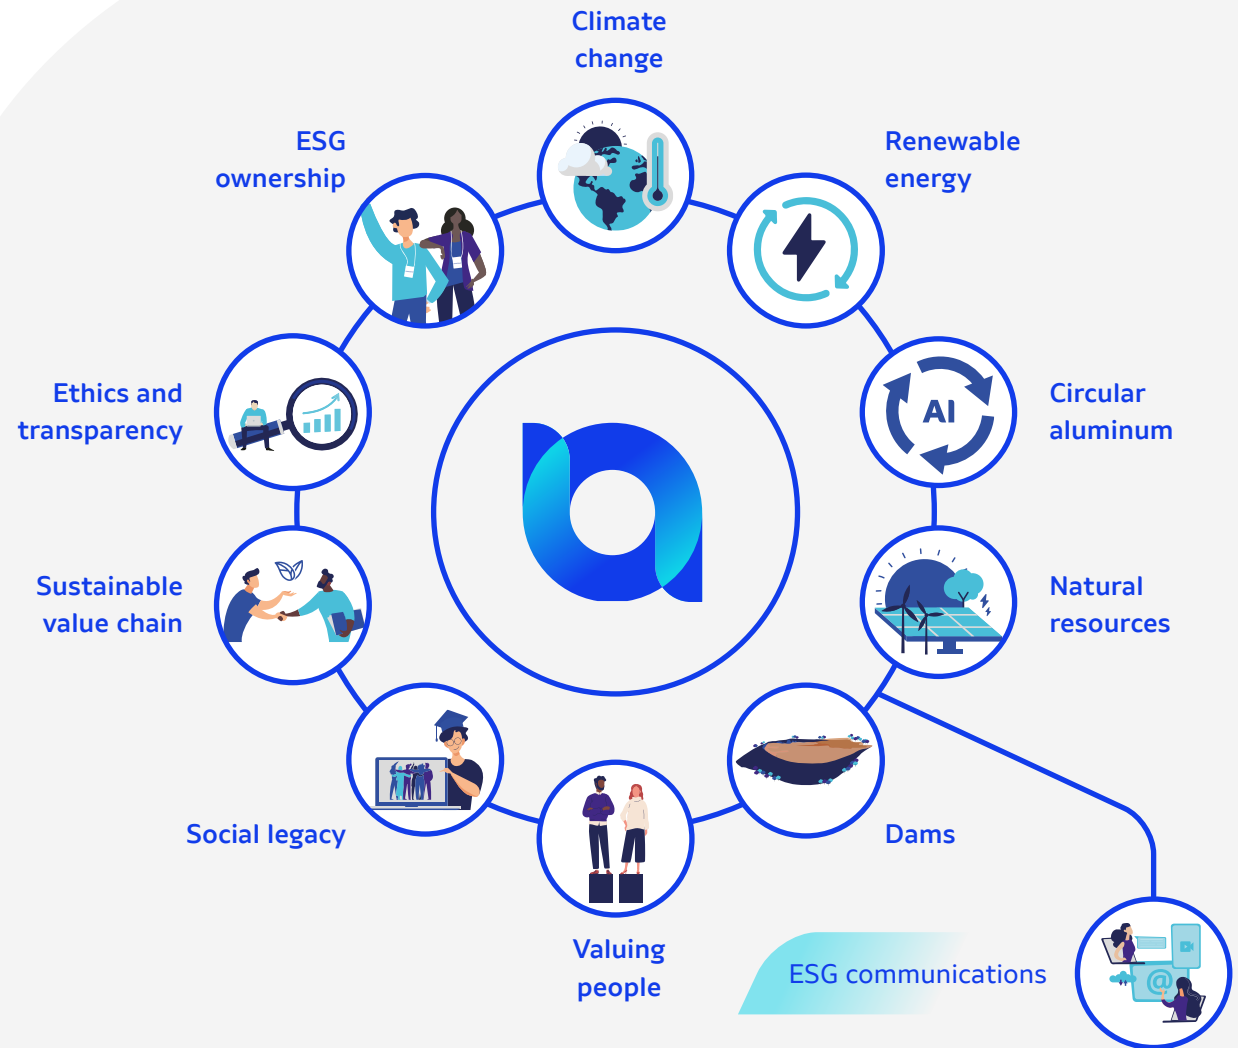 Climate
change
ESG
ownership
Renewable
energy
Ethics and
transparency
Circular
aluminum
Al
Sustainable
value chain
Natural
resources
Social legacy
Dams
Valuing
people
ESG communications
@